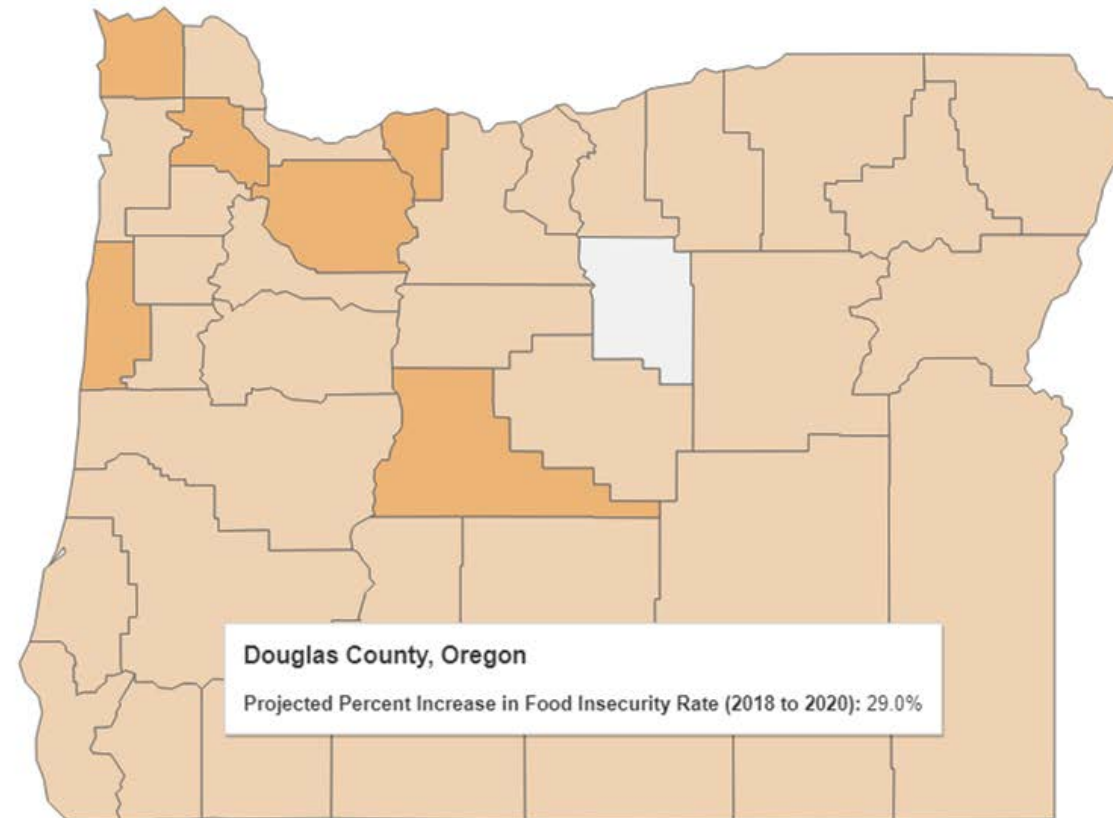 Douglas County, Oregon
Projected Percent Increase in Food Insecurity Rate (2018 to 2020): 29.0%